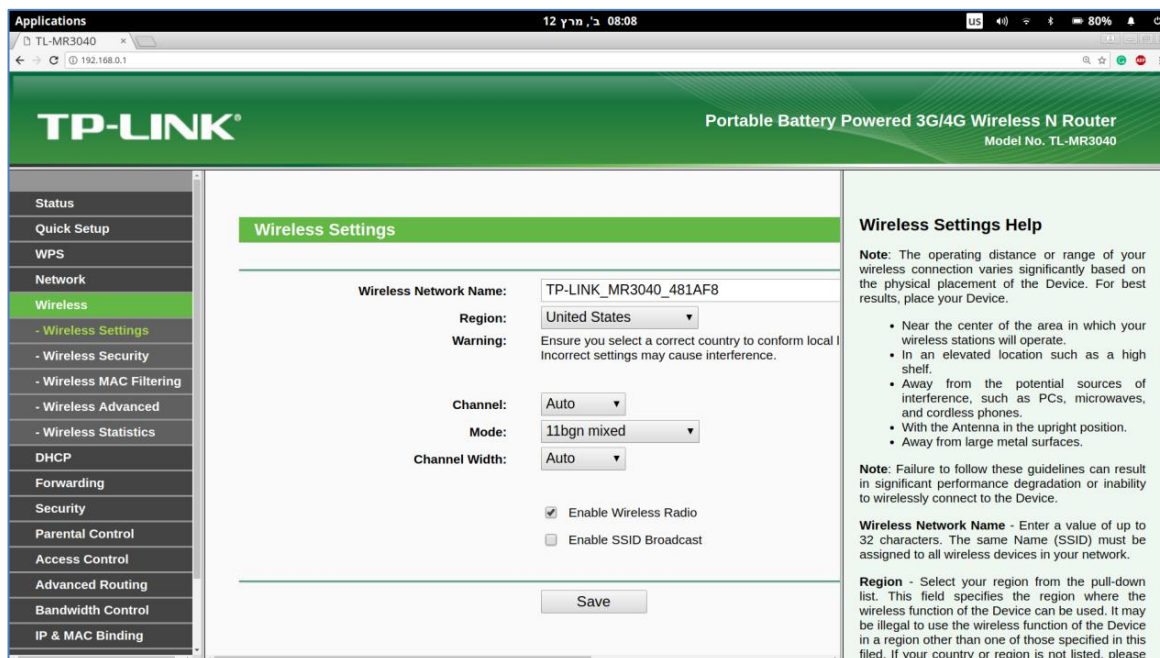 Applications
ב', מרץ 12 08:08
us
80%
TL-MR3040
192.168.0.1
TP-LINK®
Portable Battery Powered 3G/4G Wireless N Router
Model No. TL-MR3040
Status
Quick Setup
WPS
Network
Wireless
- Wireless Settings
- Wireless Security
- Wireless MAC Filtering
- Wireless Advanced
- Wireless Statistics
DHCP
Forwarding
Security
Parental Control
Access Control
Advanced Routing
Bandwidth Control
IP & MAC Binding
Wireless Settings
Wireless Network Name: TP-LINK_MR3040_481AF8
Region: United States
Warning: Ensure you select a correct country to conform local l
Incorrect settings may cause interference.
Channel: Auto
Mode: 11bgn mixed
Channel Width: Auto
Enable Wireless Radio
Enable SSID Broadcast
Save
Wireless Settings Help
Note: The operating distance or range of your
wireless connection varies significantly based on
the physical placement of the Device. For best
results, place your Device.
• Near the center of the area in which your
wireless stations will operate.
• In an elevated location such as a high
shelf.
• Away from the potential sources of
interference, such as PCs, microwaves,
and cordless phones.
• With the Antenna in the upright position.
• Away from large metal surfaces.
Note: Failure to follow these guidelines can result
in significant performance degradation or inability
to wirelessly connect to the Device.
Wireless Network Name - Enter a value of up to
32 characters. The same Name (SSID) must be
assigned to all wireless devices in your network.
Region - Select your region from the pull-down
list. This field specifies the region where the
wireless function of the Device can be used. It may
be illegal to use the wireless function of the Device
in a region other than one of those specified in this
filed. If your country or region is not listed, please